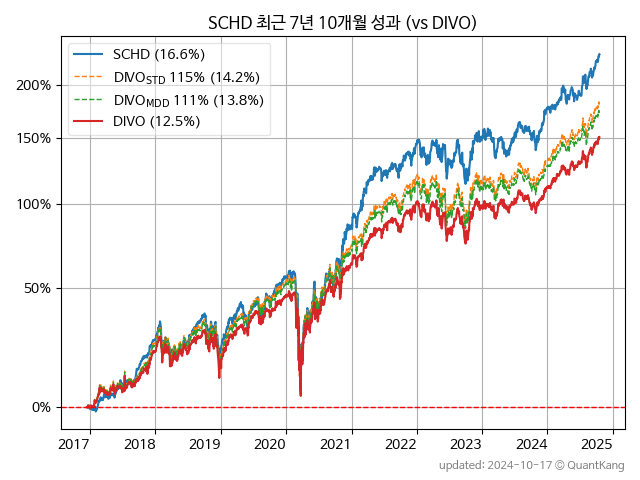 SCHD 최근 7년 10개월 성과 (vs DIVO)
SCHD (16.6%)
DIVO_STD 115% (14.2%)
DIVO_MDD 111% (13.8%)
DIVO (12.5%)
200%
150%
100%
50%
0%
2017 2018 2019 2020 2021 2022 2023 2024 2025
updated: 2024-10-17 © QuantKang